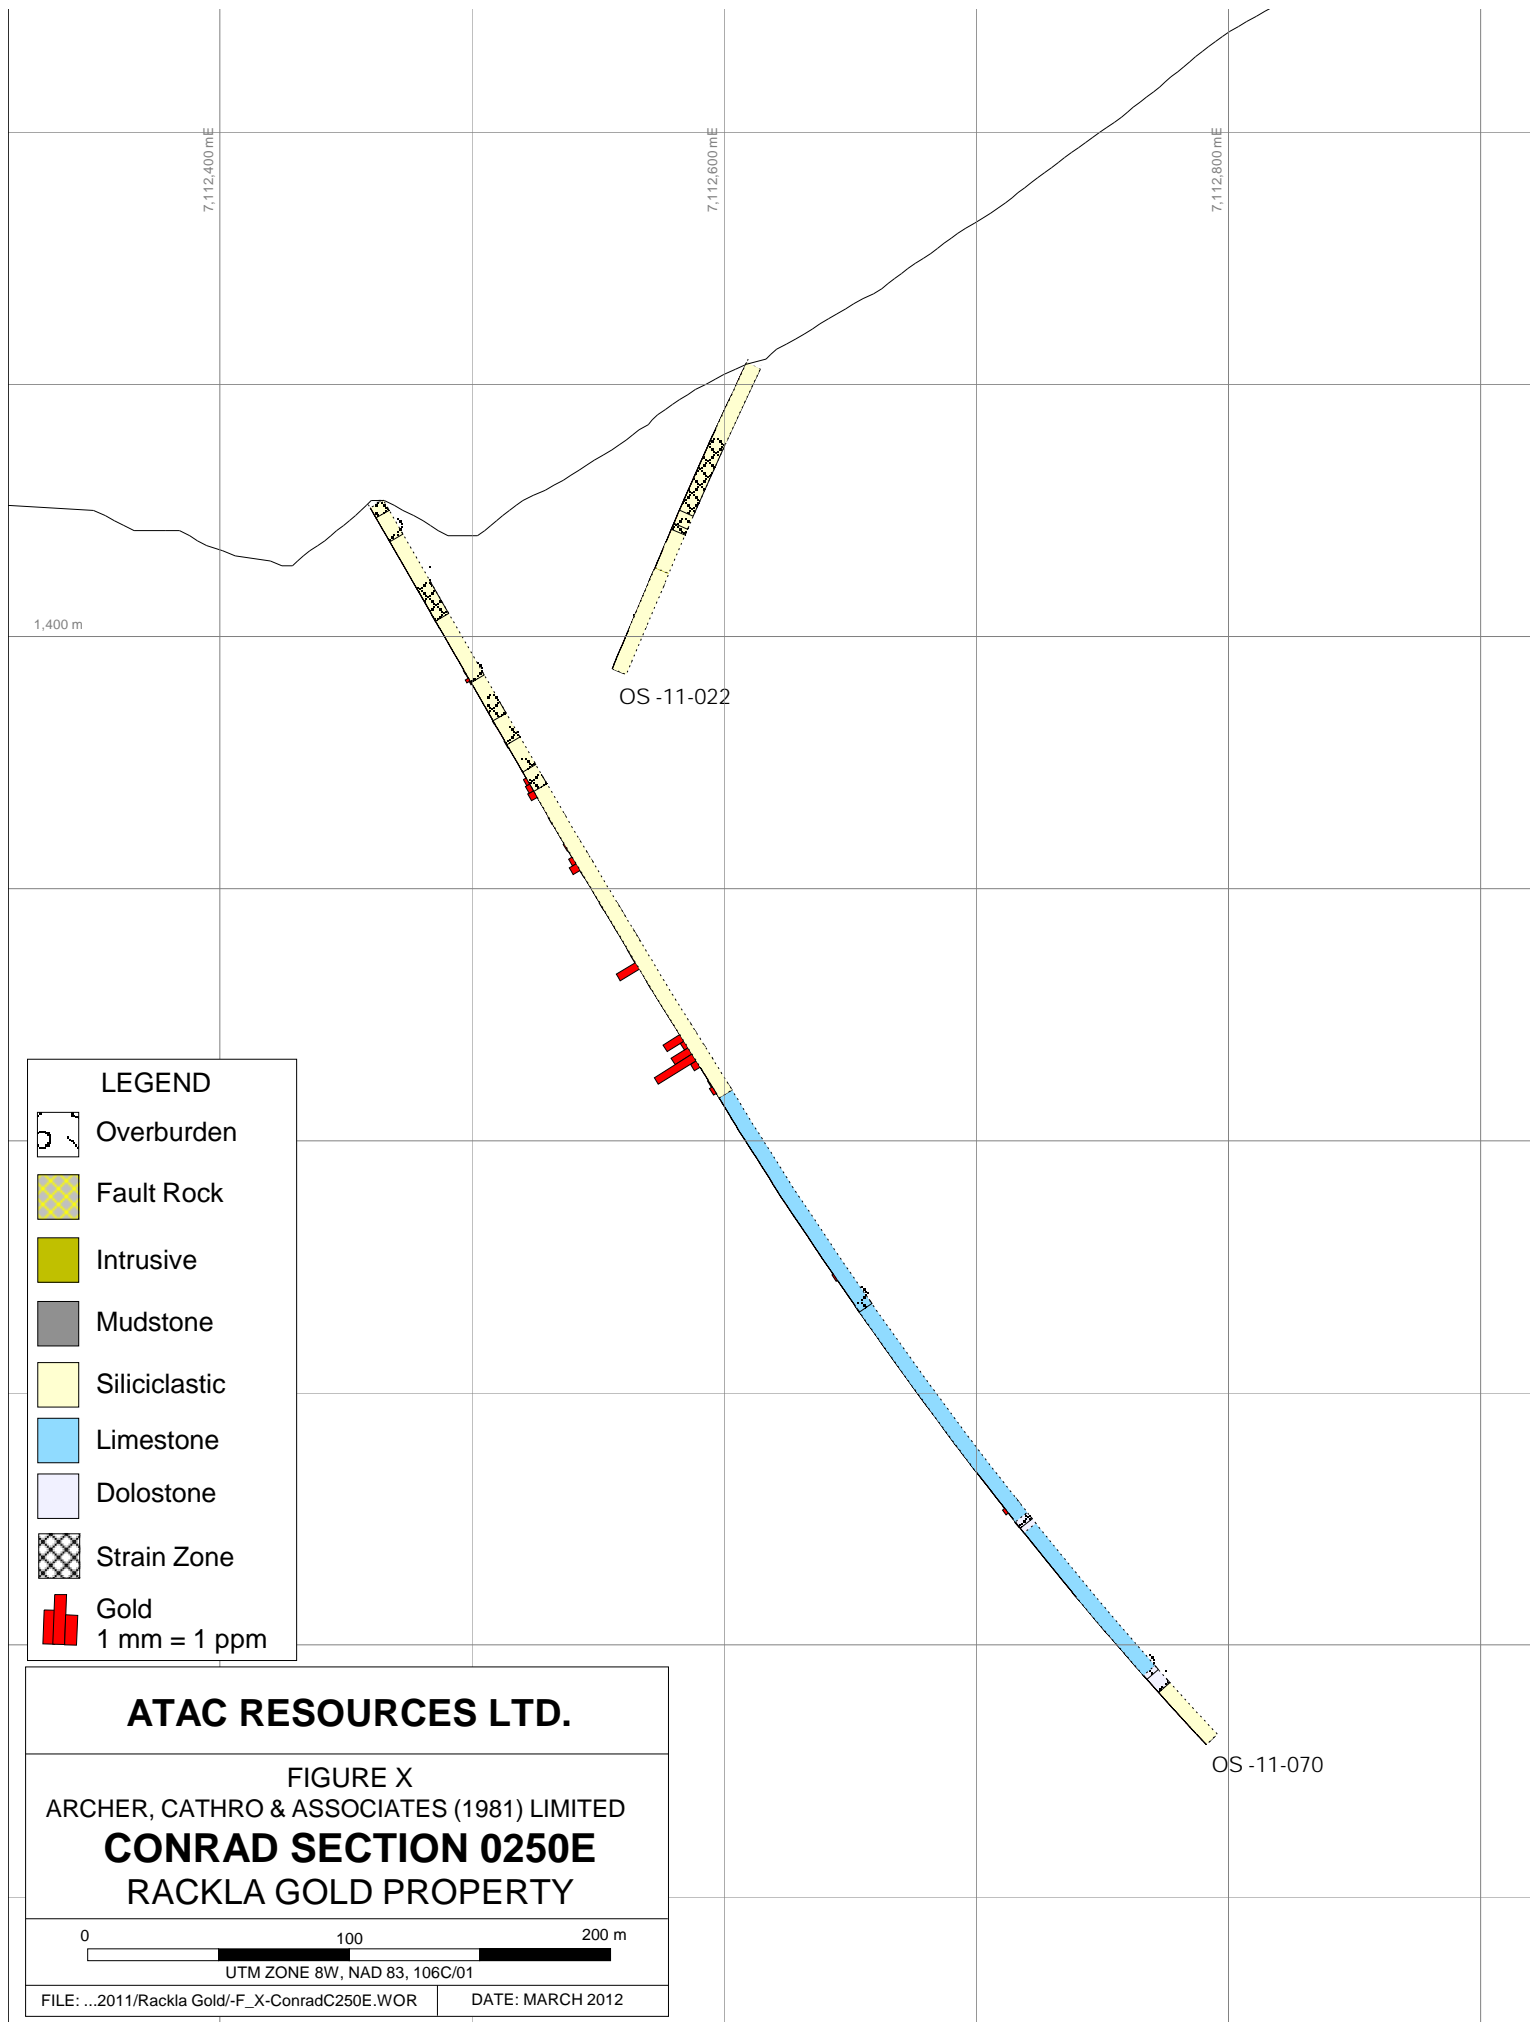 7,112,400 mE
7,112,600 mE
7,112,800 mE
1,400 m
OS -11-022
LEGEND
Overburden
Fault Rock
Intrusive
Mudstone
Siliciclastic
Limestone
Dolostone
Strain Zone
Gold
1 mm = 1 ppm
OS -11-070
ATAC RESOURCES LTD.
FIGURE X
ARCHER, CATHRO & ASSOCIATES (1981) LIMITED
CONRAD SECTION 0250E
RACKLA GOLD PROPERTY
0 100 200 m
UTM ZONE 8W, NAD 83, 106C/01
FILE: ...2011/Rackla Gold/-F_X-ConradC250E.WOR
DATE: MARCH 2012